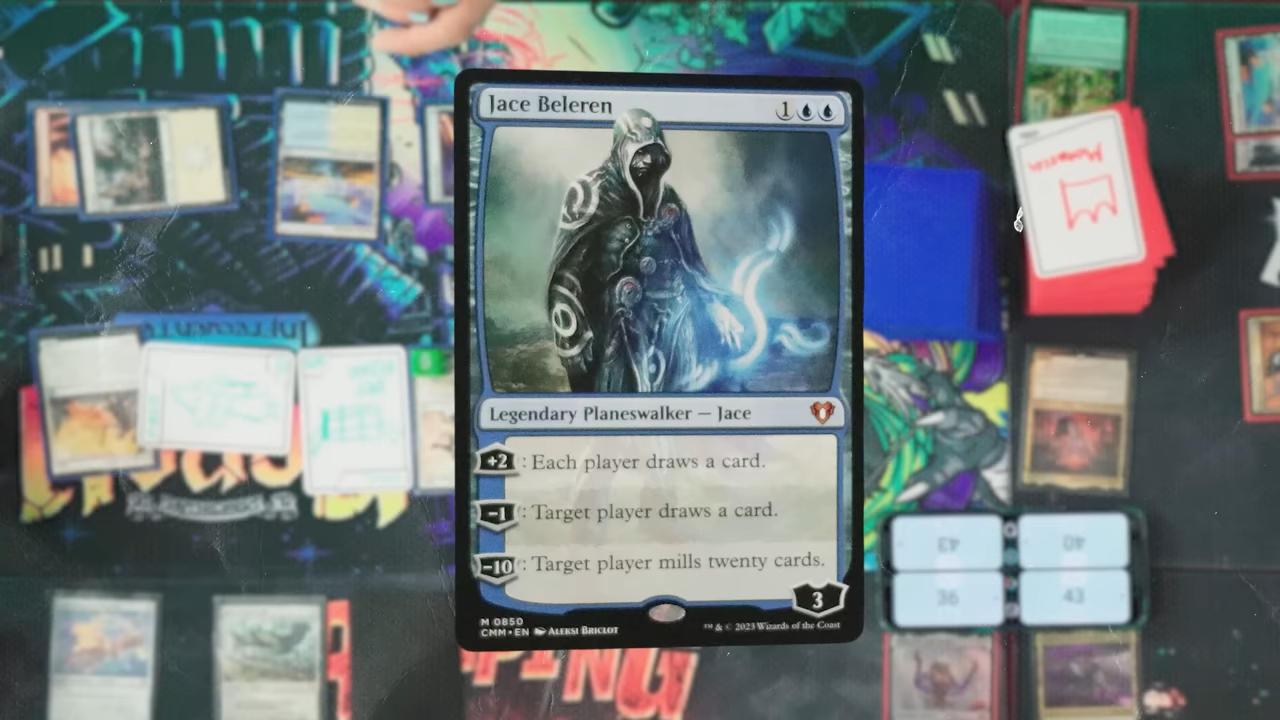 Jace Beleren
1
Legendary Planeswalker — Jace
+2 : Each player draws a card.
−1 : Target player draws a card.
−10 : Target player mills twenty cards.
3
M 0850
CMM • EN ALEKSI BRICLOT
™ & © 2023 Wizards of the Coast
43
40
36
43
PING